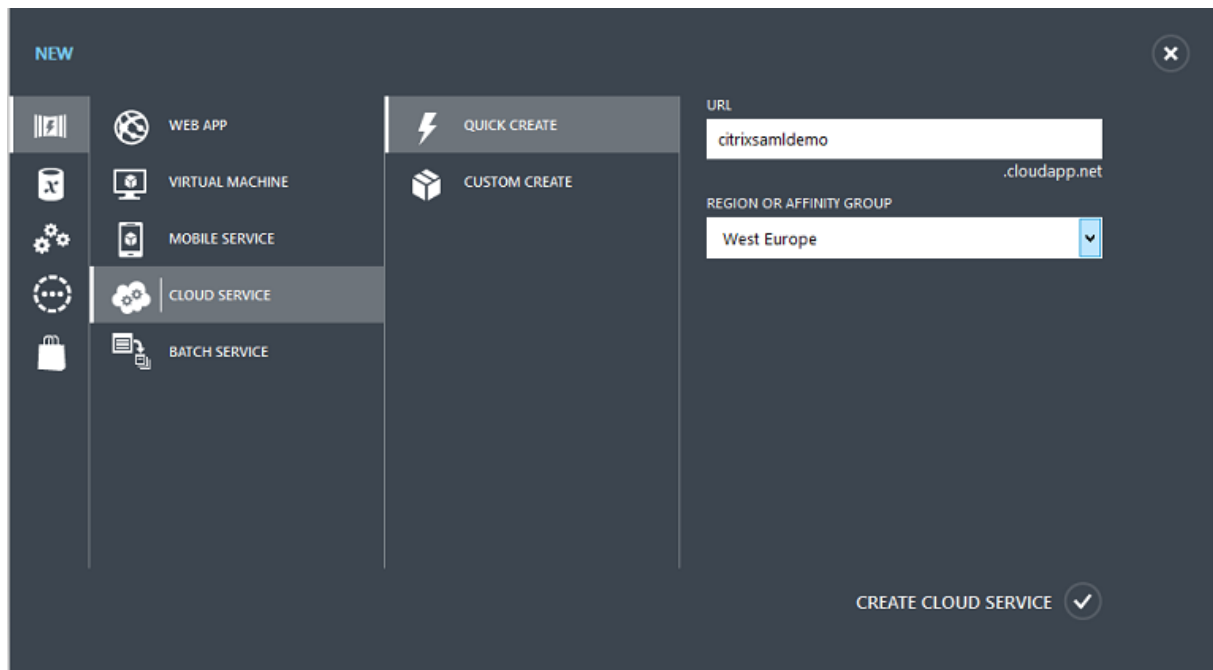 NEW
WEB APP
VIRTUAL MACHINE
MOBILE SERVICE
CLOUD SERVICE
BATCH SERVICE
QUICK CREATE
CUSTOM CREATE
URL
citrixsamldemo
.cloudapp.net
REGION OR AFFINITY GROUP
West Europe
CREATE CLOUD SERVICE